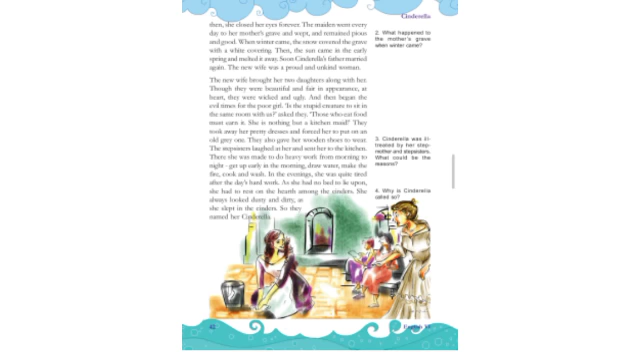 Cinderella
then, she closed her eyes forever. The maiden went every
day to her mother's grave and wept, and remained pious
and good. When winter came, the snow covered the grave
with a white covering. Then, the sun came in the early
spring and melted it away. Soon Cinderella's father married
again. The new wife was a proud and unkind woman.
The new wife brought her two daughters along with her.
Though they were beautiful and fair in appearance, at
heart, they were wicked and ugly. And then began the
evil times for the poor girl. 'Is the stupid creature to sit in
the same room with us?' asked they. 'Those who eat food
must earn it. She is nothing but a kitchen maid!' They
took away her pretty dresses and forced her to put on an
old grey one. They also gave her wooden shoes to wear.
The stepsisters laughed at her and sent her to the kitchen.
There she was made to do heavy work from morning to
night - get up early in the morning, draw water, make the
fire, cook and wash. In the evenings, she was quite tired
after the day's hard work. As she had no bed to lie upon,
she had to rest on the hearth among the cinders. She
always looked dusty and dirty, as
she slept in the cinders. So they
named her Cinderella.
2. What happened to
the mother's grave
when winter came?
3. Cinderella was ill-
treated by her step-
mother and stepsisters.
What could be the
reasons?
4. Why is Cinderella
called so?
42
English VI